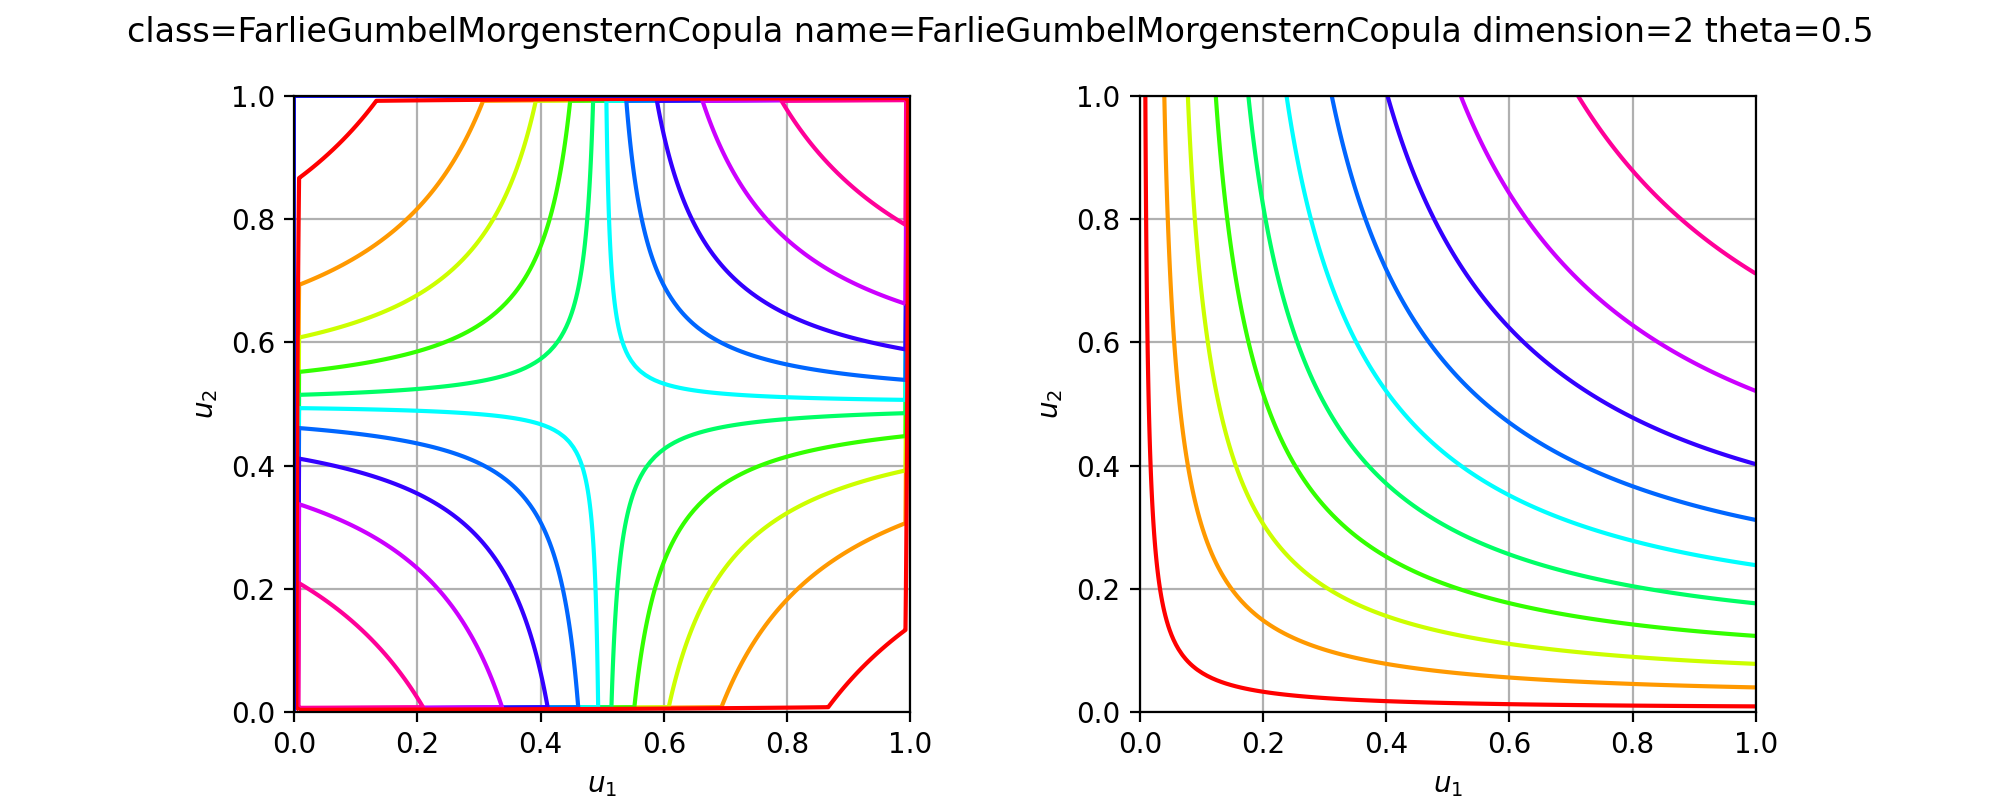 class=FarlieGumbelMorgensternCopula name=FarlieGumbelMorgensternCopula dimension=2 theta=0.5
1.0
0.8
0.6
0.4
0.2
0.0
u₂
0.0 0.2 0.4 0.6 0.8 1.0
u₁
1.0
0.8
0.6
0.4
0.2
0.0
u₂
0.0 0.2 0.4 0.6 0.8 1.0
u₁